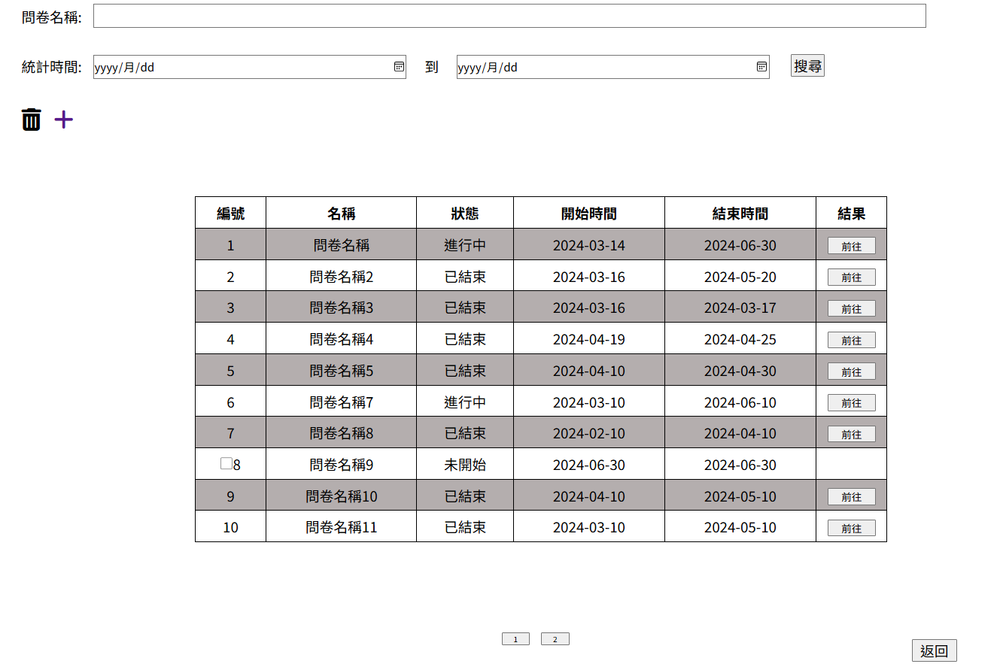 問卷名稱:
統計時間: yyyy/月/dd 到 yyyy/月/dd 搜尋
編號 名稱 狀態 開始時間 結束時間 結果
1 問卷名稱 進行中 2024-03-14 2024-06-30 前往
2 問卷名稱2 已結束 2024-03-16 2024-05-20 前往
3 問卷名稱3 已結束 2024-03-16 2024-03-17 前往
4 問卷名稱4 已結束 2024-04-19 2024-04-25 前往
5 問卷名稱5 已結束 2024-04-10 2024-04-30 前往
6 問卷名稱7 進行中 2024-03-10 2024-06-10 前往
7 問卷名稱8 已結束 2024-02-10 2024-04-10 前往
8 問卷名稱9 未開始 2024-06-30 2024-06-30
9 問卷名稱10 已結束 2024-04-10 2024-05-10 前往
10 問卷名稱11 已結束 2024-03-10 2024-05-10 前往
1 2
返回